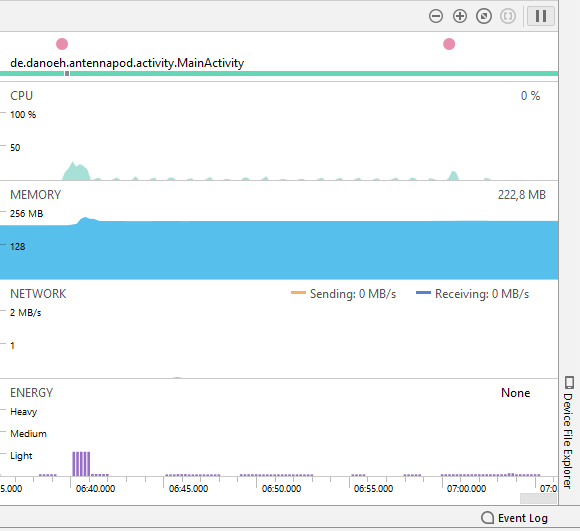 de.danoeh.antennapod.activity.MainActivity
CPU 0 %
100 %
50
MEMORY 222,8 MB
256 MB
128
NETWORK Sending: 0 MB/s Receiving: 0 MB/s
2 MB/s
1
ENERGY None
Heavy
Medium
Light
5.000 06:40.000 06:45.000 06:50.000 06:55.000 07:00.000 07:0
Device File Explorer
Event Log